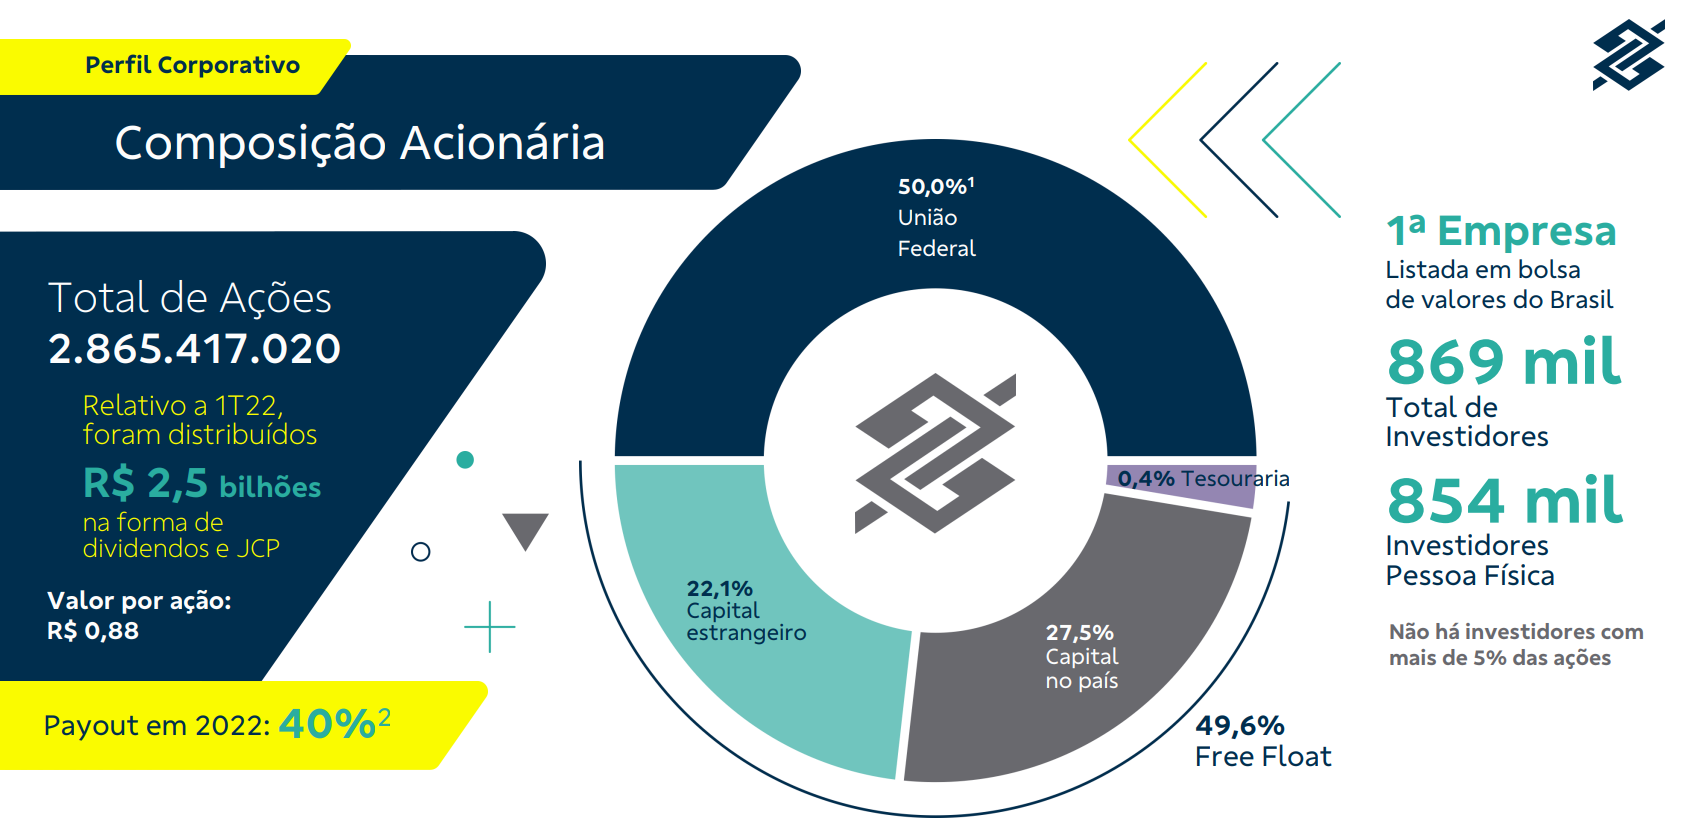 Perfil Corporativo
Composição Acionária
Total de Ações
2.865.417.020
Relativo a 1T22,
foram distribuídos
R$ 2,5 bilhões
na forma de
dividendos e JCP
Valor por ação:
R$ 0,88
Payout em 2022: 40%²
50,0%¹
União
Federal
0,4% Tesouraria
22,1%
Capital
estrangeiro
27,5%
Capital
no país
49,6%
Free Float
1ª Empresa
Listada em bolsa
de valores do Brasil
869 mil
Total de
Investidores
854 mil
Investidores
Pessoa Física
Não há investidores com
mais de 5% das ações